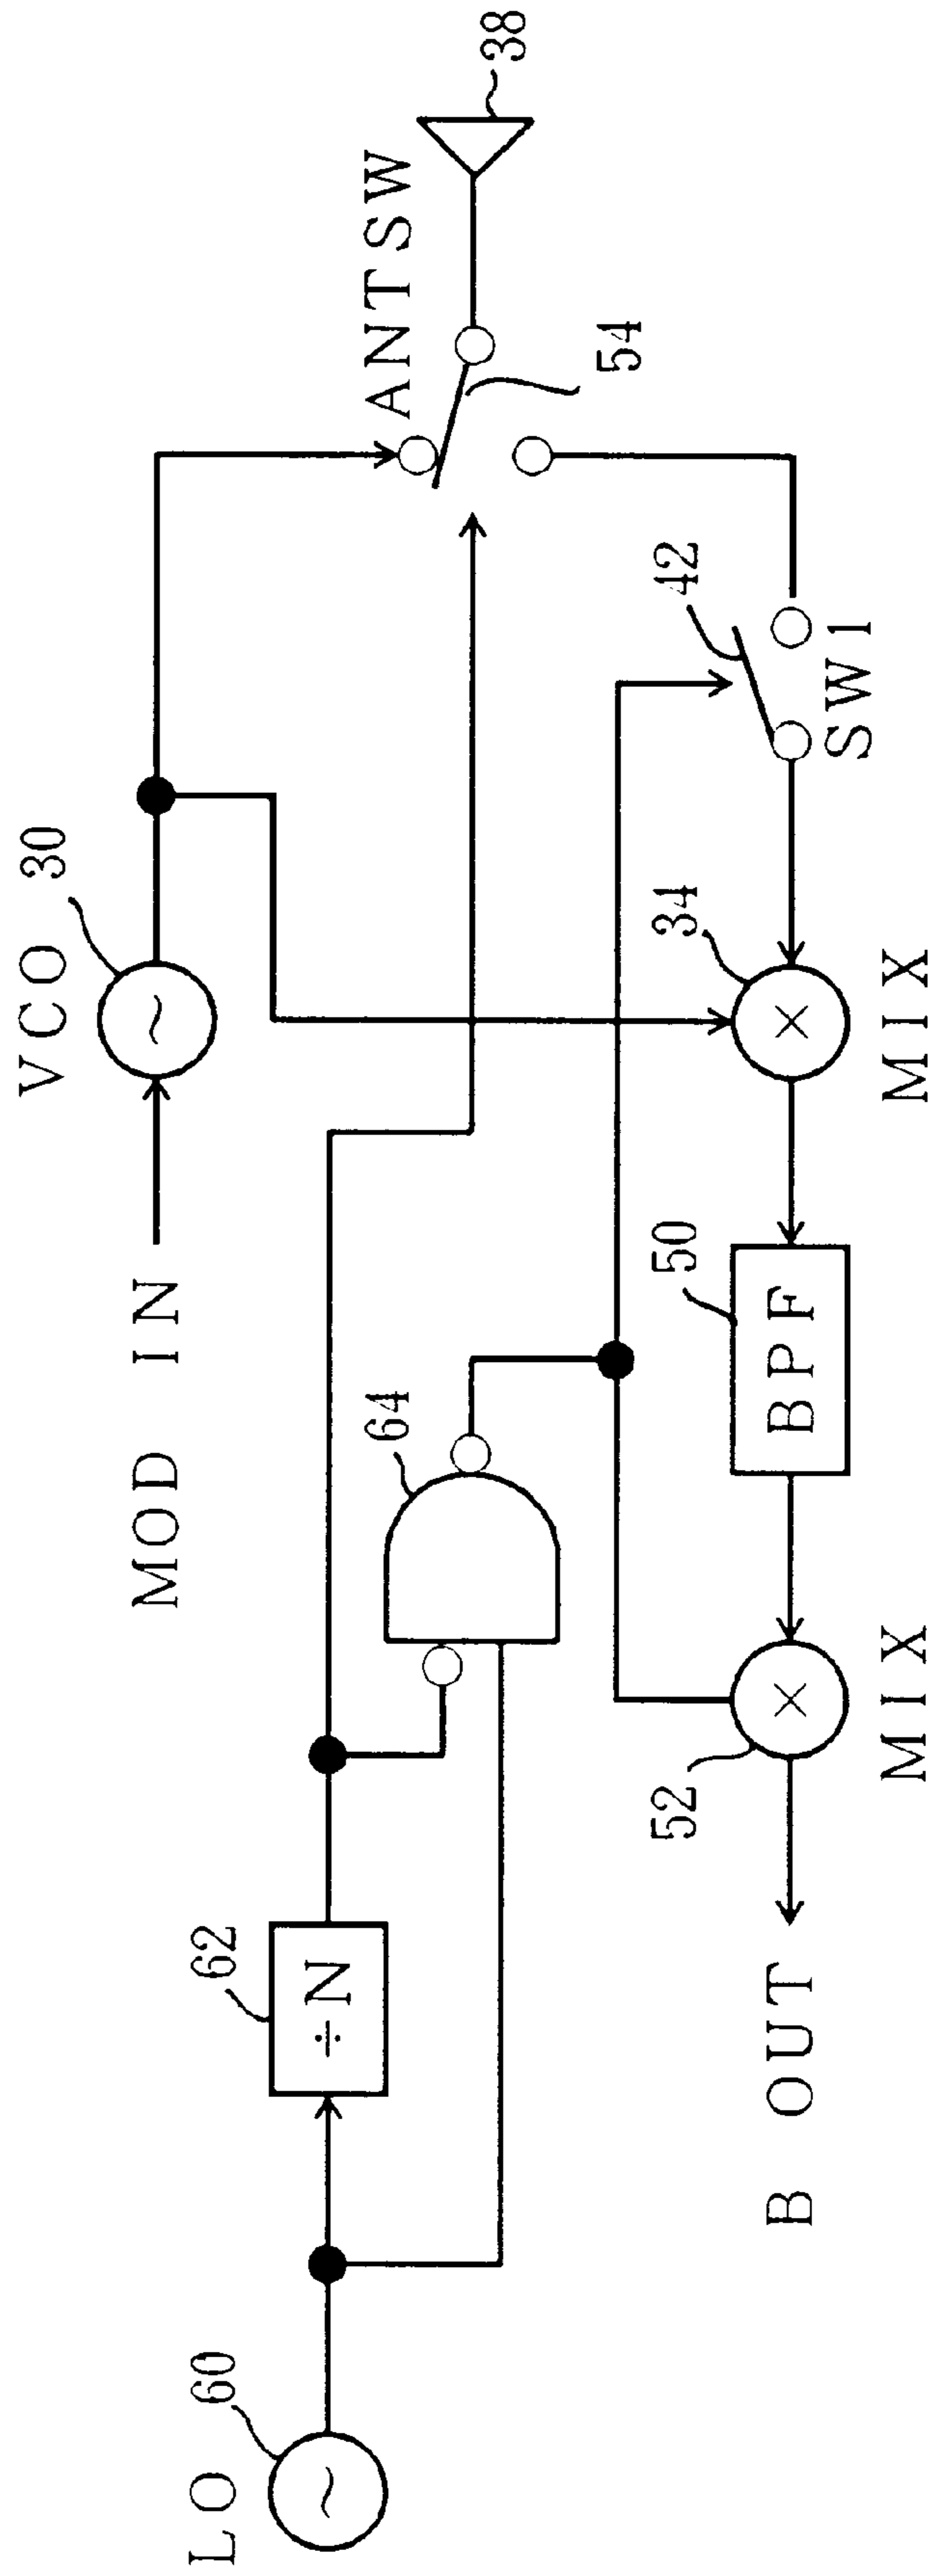 LO
60
÷N
62
64
MOD IN
VCO
30
ANTSW
54
38
B OUT
52
MIX
BPF
50
34
MIX
42
SW1